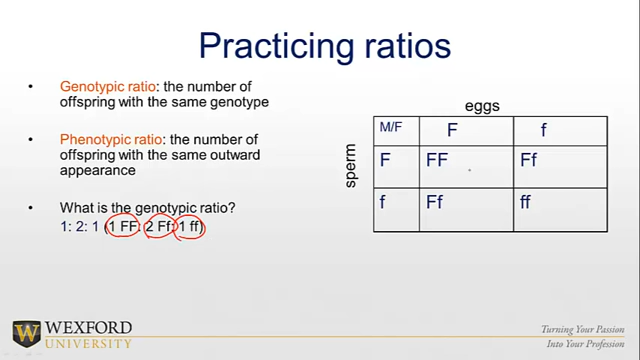 Practicing ratios
• Genotypic ratio: the number of
offspring with the same genotype
• Phenotypic ratio: the number of
offspring with the same outward
appearance
• What is the genotypic ratio?
1: 2: 1 (1 FF: 2 Ff: 1 ff)
eggs
sperm
M/F F f
F FF Ff
f Ff ff
W WEXFORD
UNIVERSITY
Turning Your Passion
Into Your Profession